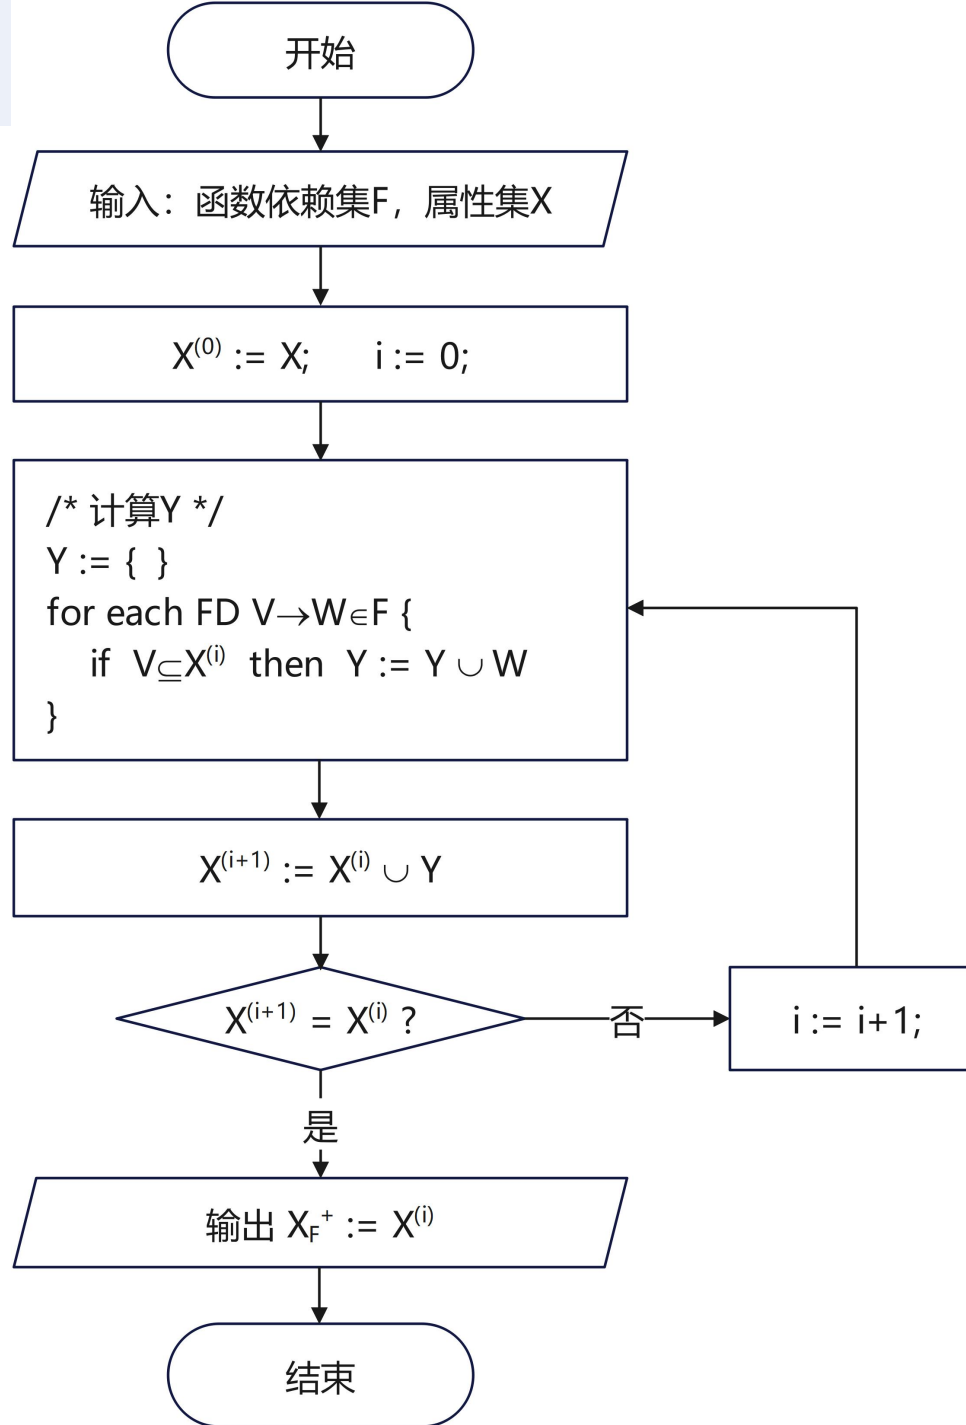 开始
输入：函数依赖集F，属性集X
X⁽⁰⁾ := X;    i := 0;
/* 计算Y */
Y := { }
for each FD V→W∈F {
if V⊆X⁽ⁱ⁾ then Y := Y ∪ W
}
X⁽ⁱ⁺¹⁾ := X⁽ⁱ⁾ ∪ Y
X⁽ⁱ⁺¹⁾ = X⁽ⁱ⁾ ?
否
i := i+1;
是
输出 X_F⁺ := X⁽ⁱ⁾
结束